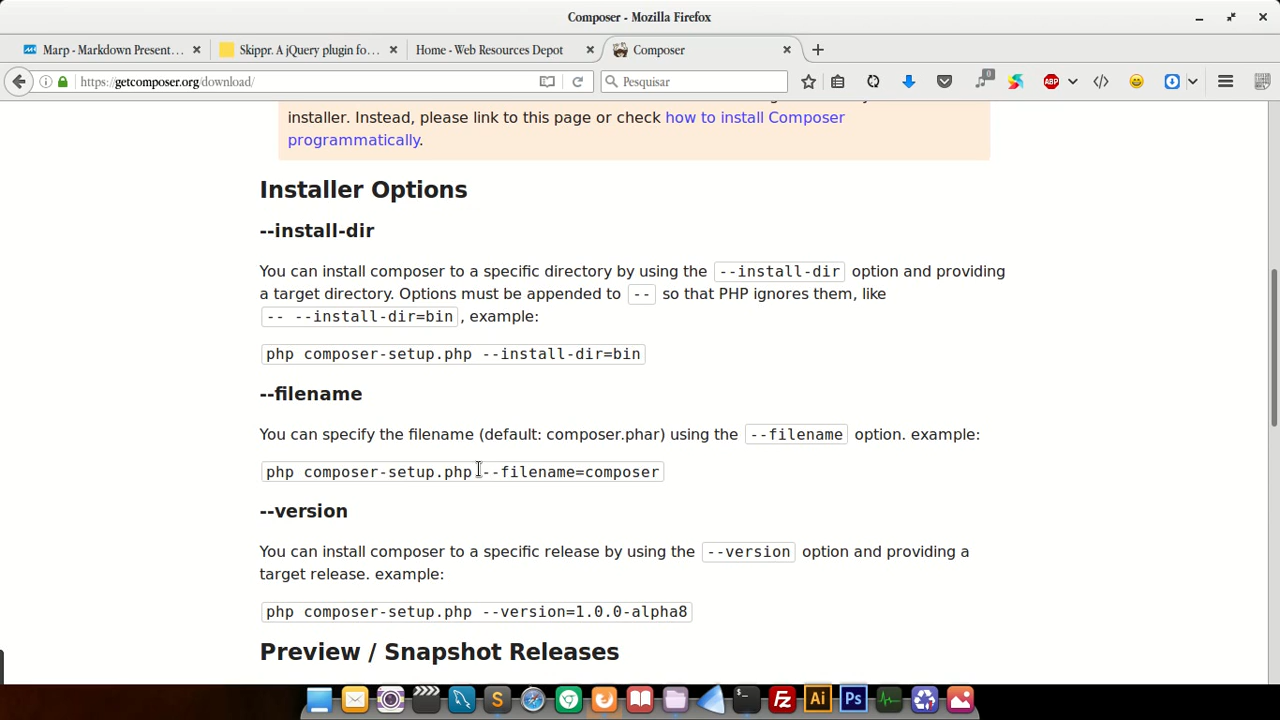 Composer - Mozilla Firefox
Marp - Markdown Present...
Skippr. A jQuery plugin fo...
Home - Web Resources Depot
Composer
https://getcomposer.org/download/
Pesquisar
0
ABP
installer. Instead, please link to this page or check how to install Composer
programmatically.
Installer Options
--install-dir
You can install composer to a specific directory by using the --install-dir option and providing
a target directory. Options must be appended to -- so that PHP ignores them, like
-- --install-dir=bin , example:
php composer-setup.php --install-dir=bin
--filename
You can specify the filename (default: composer.phar) using the --filename option. example:
php composer-setup.php --filename=composer
--version
You can install composer to a specific release by using the --version option and providing a
target release. example:
php composer-setup.php --version=1.0.0-alpha8
Preview / Snapshot Releases
S
Fz
Ai
Ps